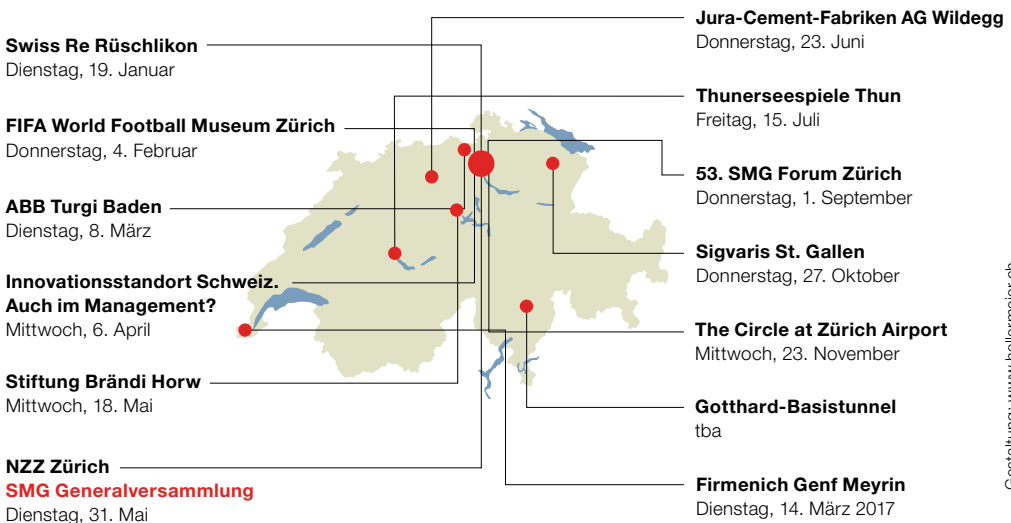 Swiss Re Rüschlikon
Dienstag, 19. Januar
FIFA World Football Museum Zürich
Donnerstag, 4. Februar
ABB Turgi Baden
Dienstag, 8. März
Innovationsstandort Schweiz.
Auch im Management?
Mittwoch, 6. April
Stiftung Brändi Horw
Mittwoch, 18. Mai
NZZ Zürich
SMG Generalversammlung
Dienstag, 31. Mai
Jura-Cement-Fabriken AG Wildegg
Donnerstag, 23. Juni
Thunerseespiele Thun
Freitag, 15. Juli
53. SMG Forum Zürich
Donnerstag, 1. September
Sigvaris St. Gallen
Donnerstag, 27. Oktober
The Circle at Zürich Airport
Mittwoch, 23. November
Gotthard-Basistunnel
tba
Firmenich Genf Meyrin
Dienstag, 14. März 2017